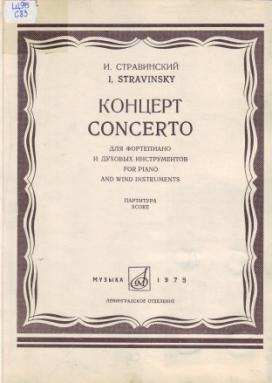 И. СТРАВИНСКИЙ
I. STRAVINSKY
КОНЦЕРТ
CONCERTO
ДЛЯ ФОРТЕПИАНО
И ДУХОВЫХ ИНСТРУМЕНТОВ
FOR PIANO
AND WIND INSTRUMENTS
ПАРТИТУРА
SCORE
МУЗЫКА 1975
ЛЕНИНГРАДСКОЕ ОТДЕЛЕНИЕ